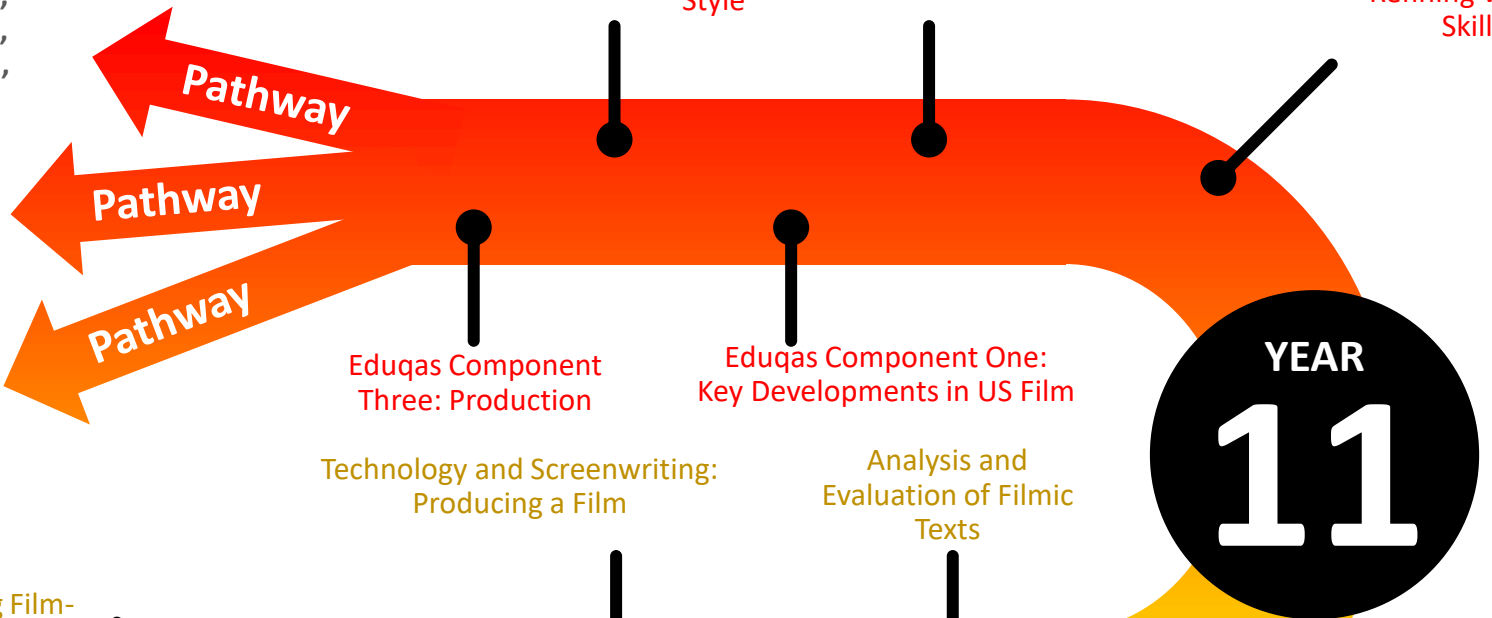 Style
Skill
Pathway
Pathway
Pathway
Eduqas Component
Three: Production
Eduqas Component One:
Key Developments in US Film
YEAR
11
Technology and Screenwriting:
Producing a Film
Analysis and
Evaluation of Filmic
Texts
Film-